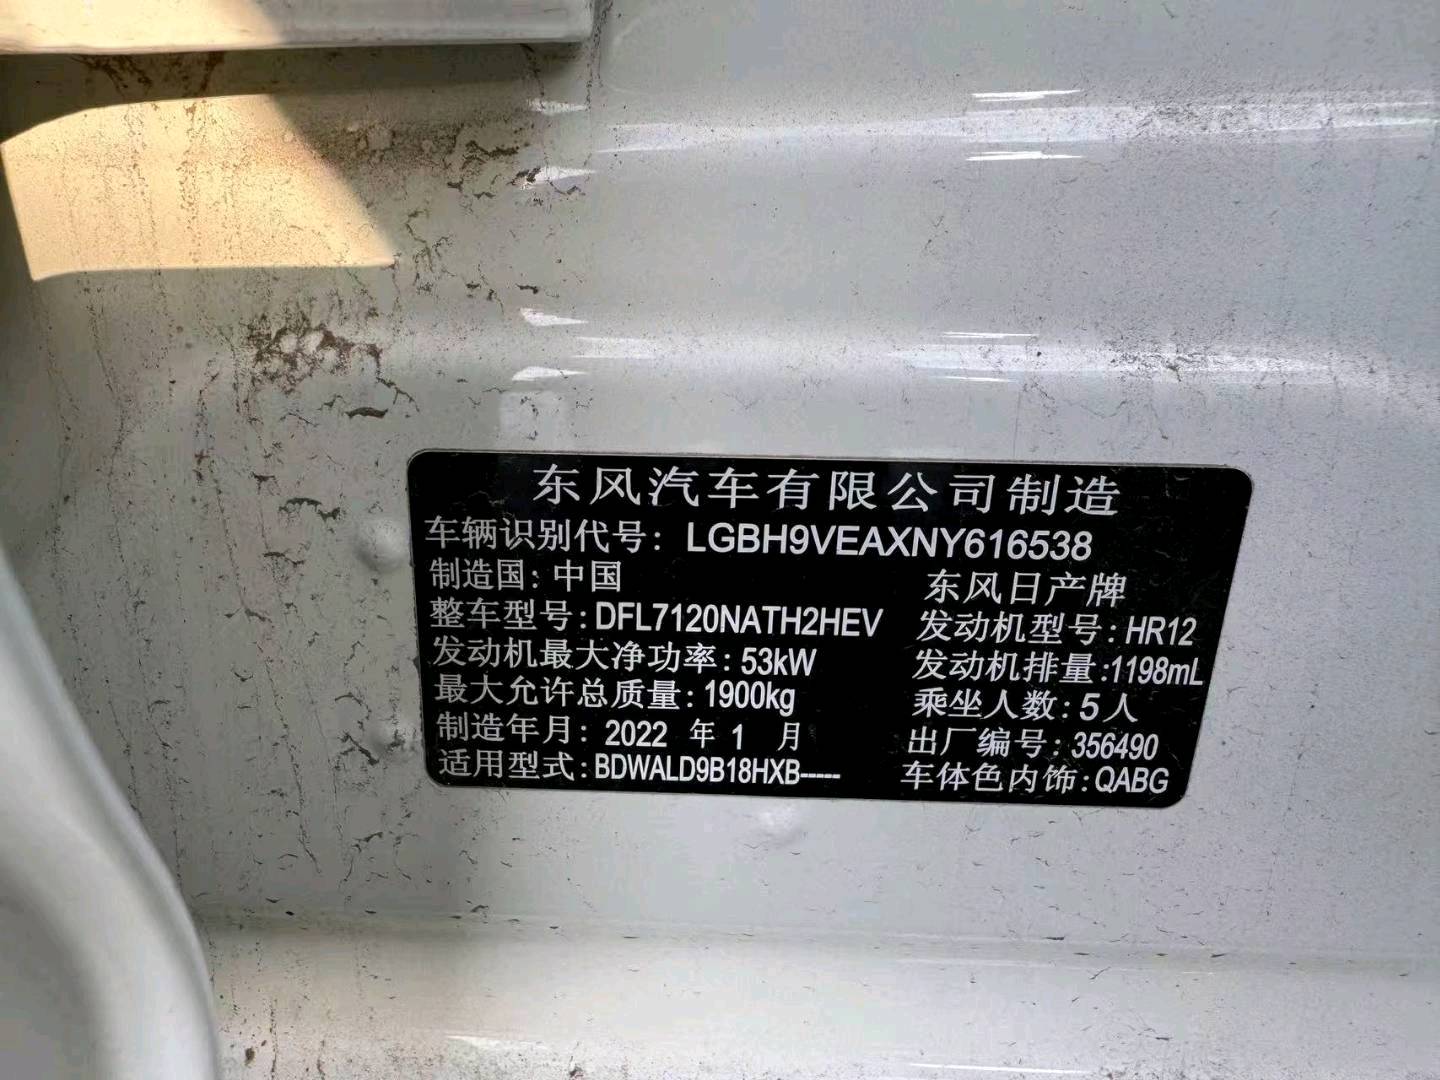 东风汽车有限公司制造
车辆识别代号: LGBH9VEAXNY616538
制造国: 中国 东风日产牌
整车型号: DFL7120NATH2HEV 发动机型号: HR12
发动机最大净功率: 53kW 发动机排量:1198mL
最大允许总质量: 1900kg 乘坐人数: 5人
制造年月: 2022 年 1 月 出厂编号: 356490
适用型式: BDWALD9B18HXB----- 车体色内饰: QABG